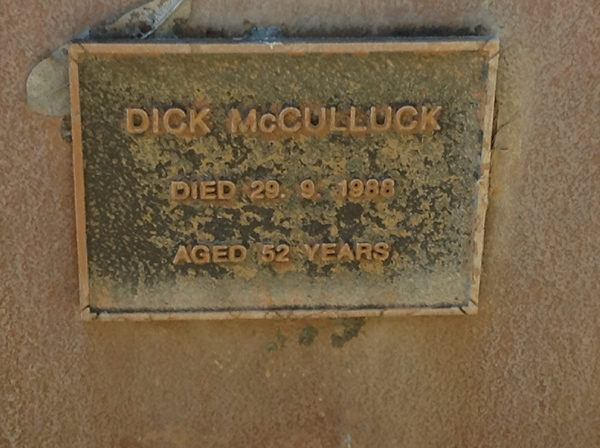 DICK McCULLUCK
DIED 29. 9. 1988
AGED 52 YEARS